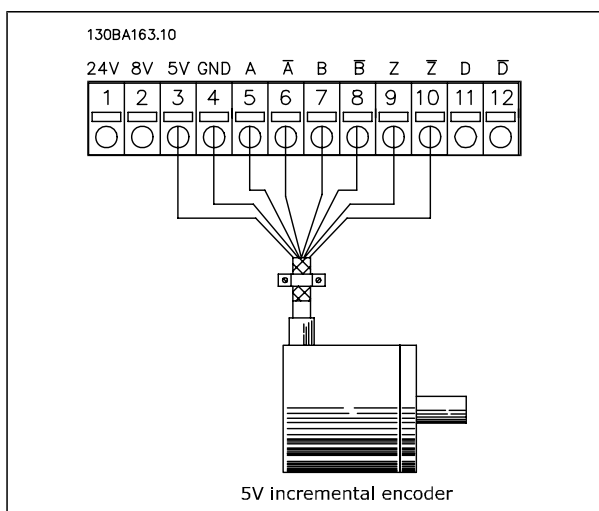 130BA163.10
24V 8V 5V GND A A̅ B B̅ Z Z̅ D D̅
1 2 3 4 5 6 7 8 9 10 11 12
5V incremental encoder